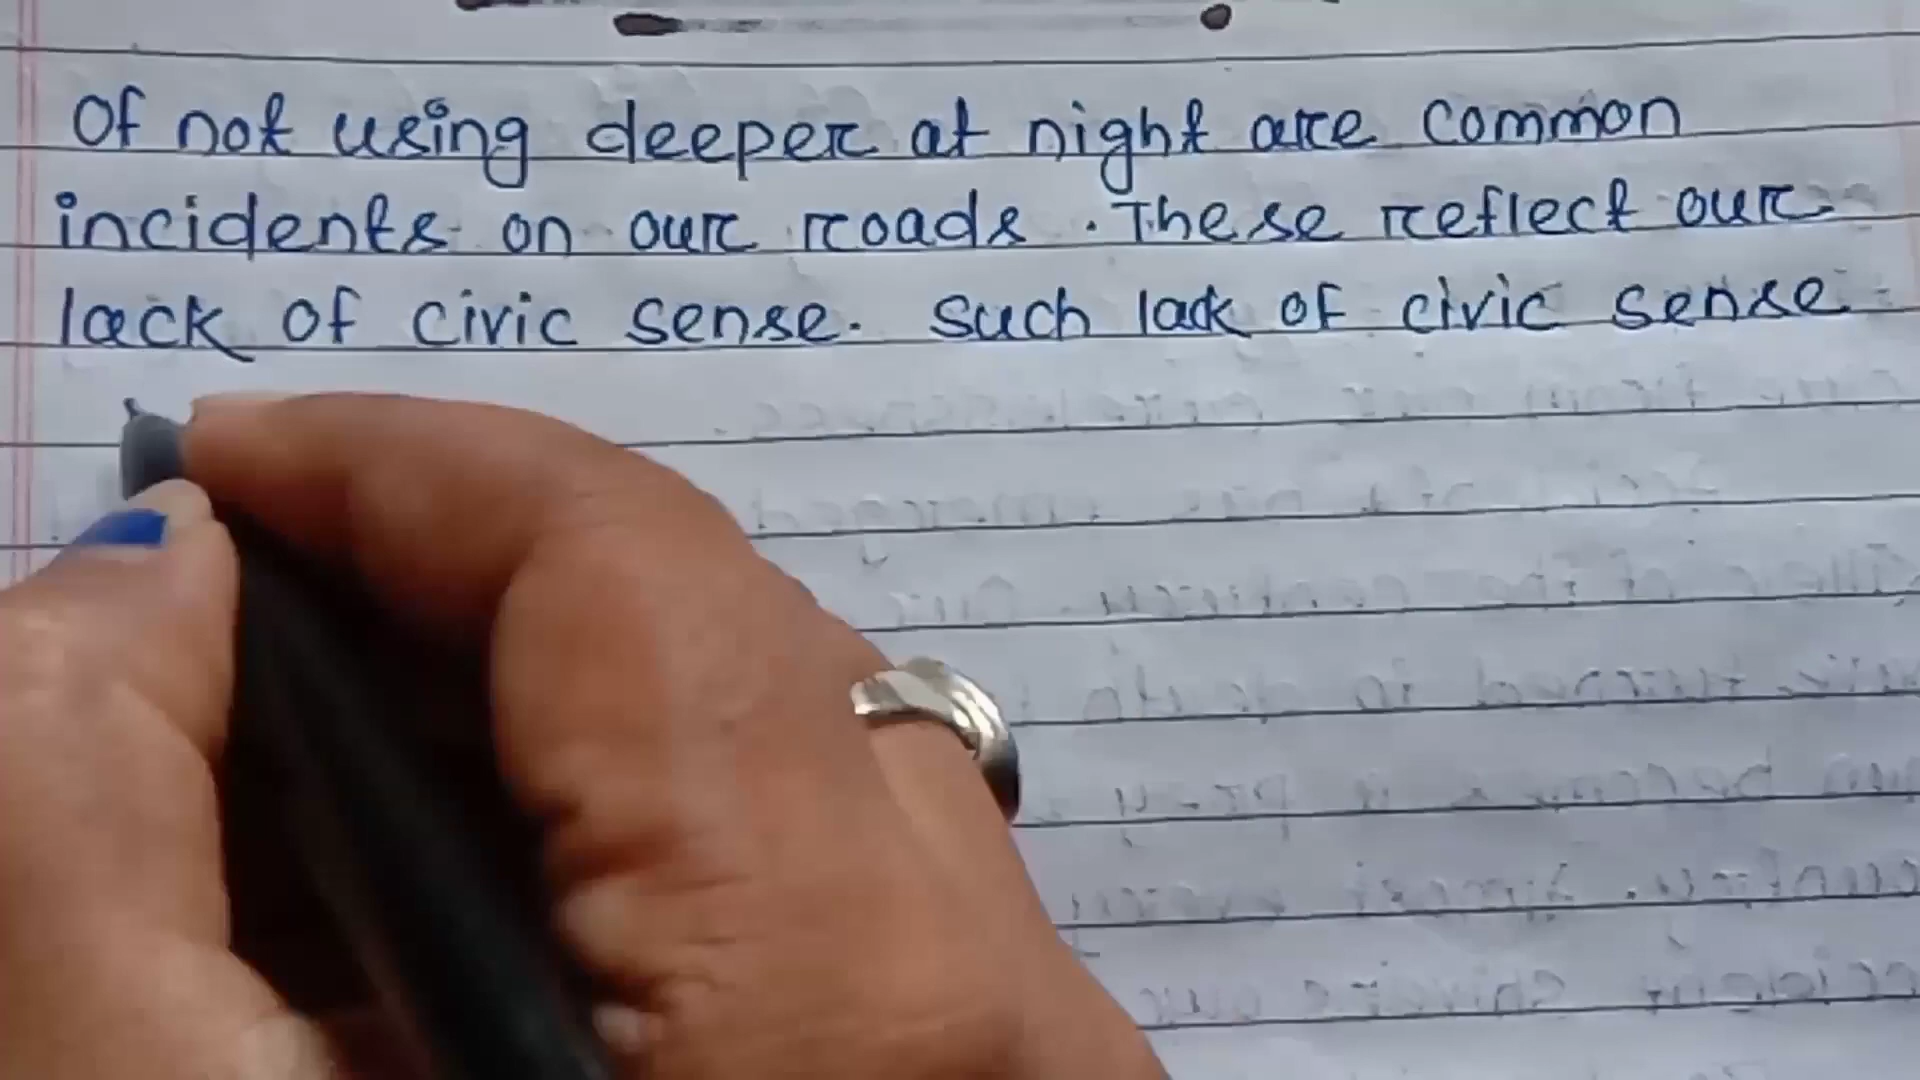 Of not using deeper at night are common
incidents on our roads. These reflect our
lack of civic sense. Such lack of civic sense